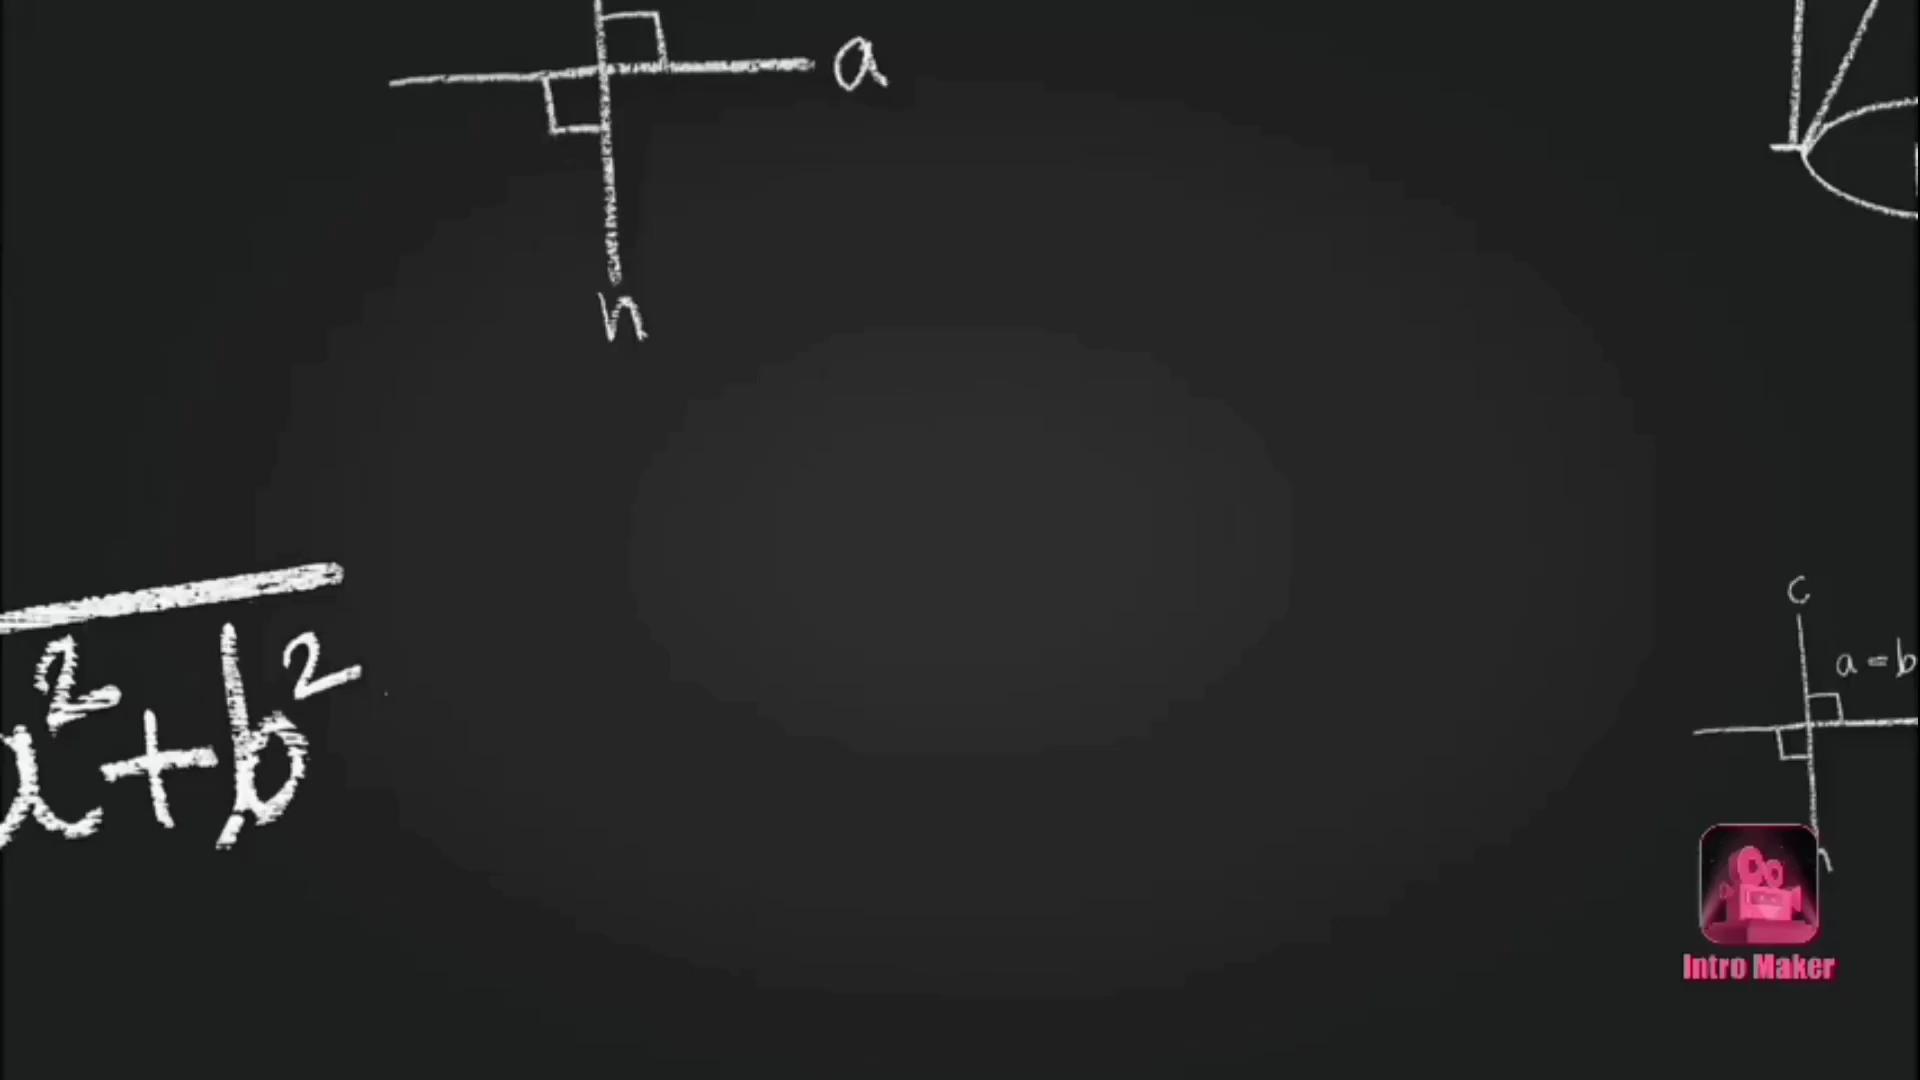 a
n
c
a = b
a²+b²
n
Intro Maker